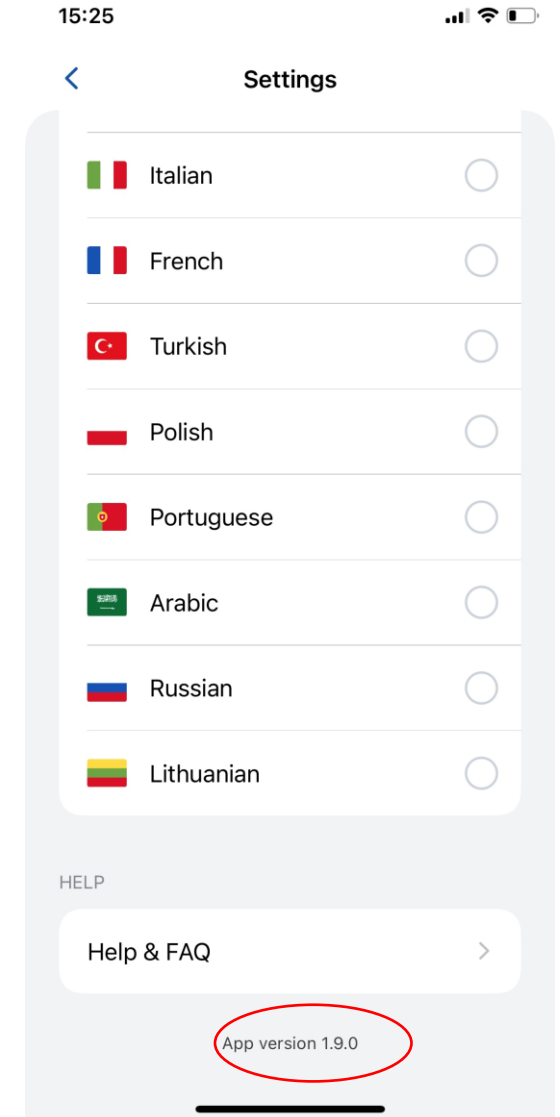 15:25
Settings
Italian
French
Turkish
Polish
Portuguese
Arabic
Russian
Lithuanian
HELP
Help & FAQ
App version 1.9.0